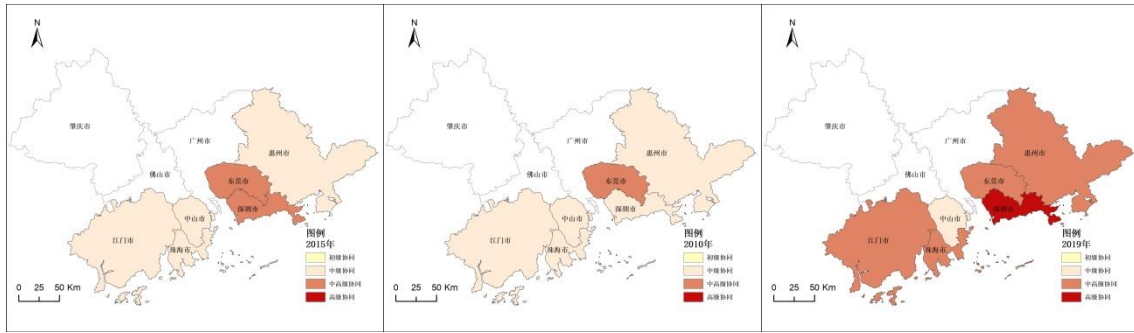 N
肇庆市
广州市
惠州市
佛山市
东莞市
深圳市
中山市
江门市
珠海市
图例
2015年
初级协同
中级协同
中高级协同
高级协同
0 25 50 Km
N
肇庆市
广州市
惠州市
佛山市
东莞市
深圳市
中山市
江门市
珠海市
图例
2010年
初级协同
中级协同
中高级协同
高级协同
0 25 50 Km
N
肇庆市
广州市
惠州市
佛山市
东莞市
深圳市
中山市
江门市
珠海市
图例
2019年
初级协同
中级协同
中高级协同
高级协同
0 25 50 Km